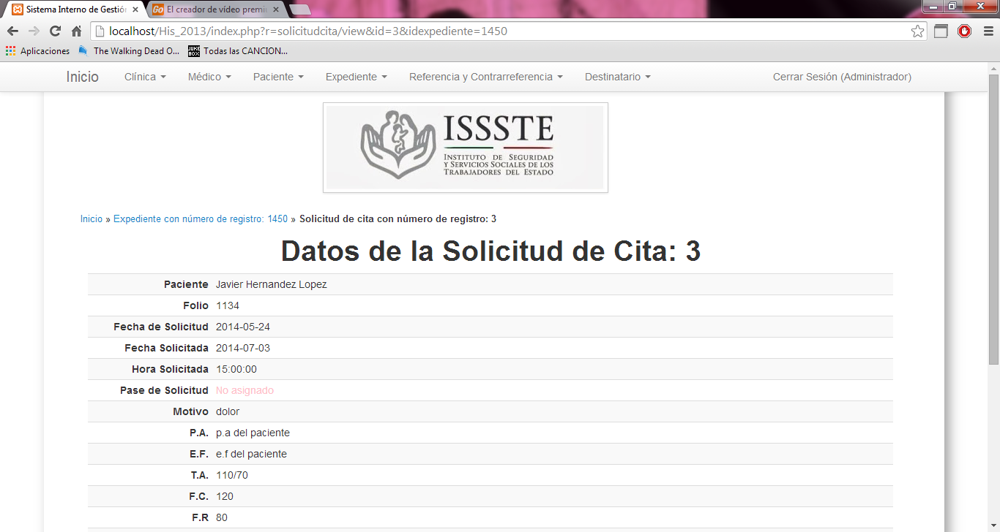 Sistema Interno de Gestión
Go El creador de vídeo premi
localhost/His_2013/index.php?r=solicitudcita/view&id=3&idexpediente=1450
Aplicaciones The Walking Dead O... JUKE BOX Todas las CANCION...
Inicio Clínica Médico Paciente Expediente Referencia y Contrarreferencia Destinatario Cerrar Sesión (Administrador)
ISSSTE
INSTITUTO DE SEGURIDAD
Y SERVICIOS SOCIALES DE LOS
TRABAJADORES DEL ESTADO
Inicio » Expediente con número de registro: 1450 » Solicitud de cita con número de registro: 3
Datos de la Solicitud de Cita: 3
Paciente Javier Hernandez Lopez
Folio 1134
Fecha de Solicitud 2014-05-24
Fecha Solicitada 2014-07-03
Hora Solicitada 15:00:00
Pase de Solicitud No asignado
Motivo dolor
P.A. p.a del paciente
E.F. e.f del paciente
T.A. 110/70
F.C. 120
F.R 80